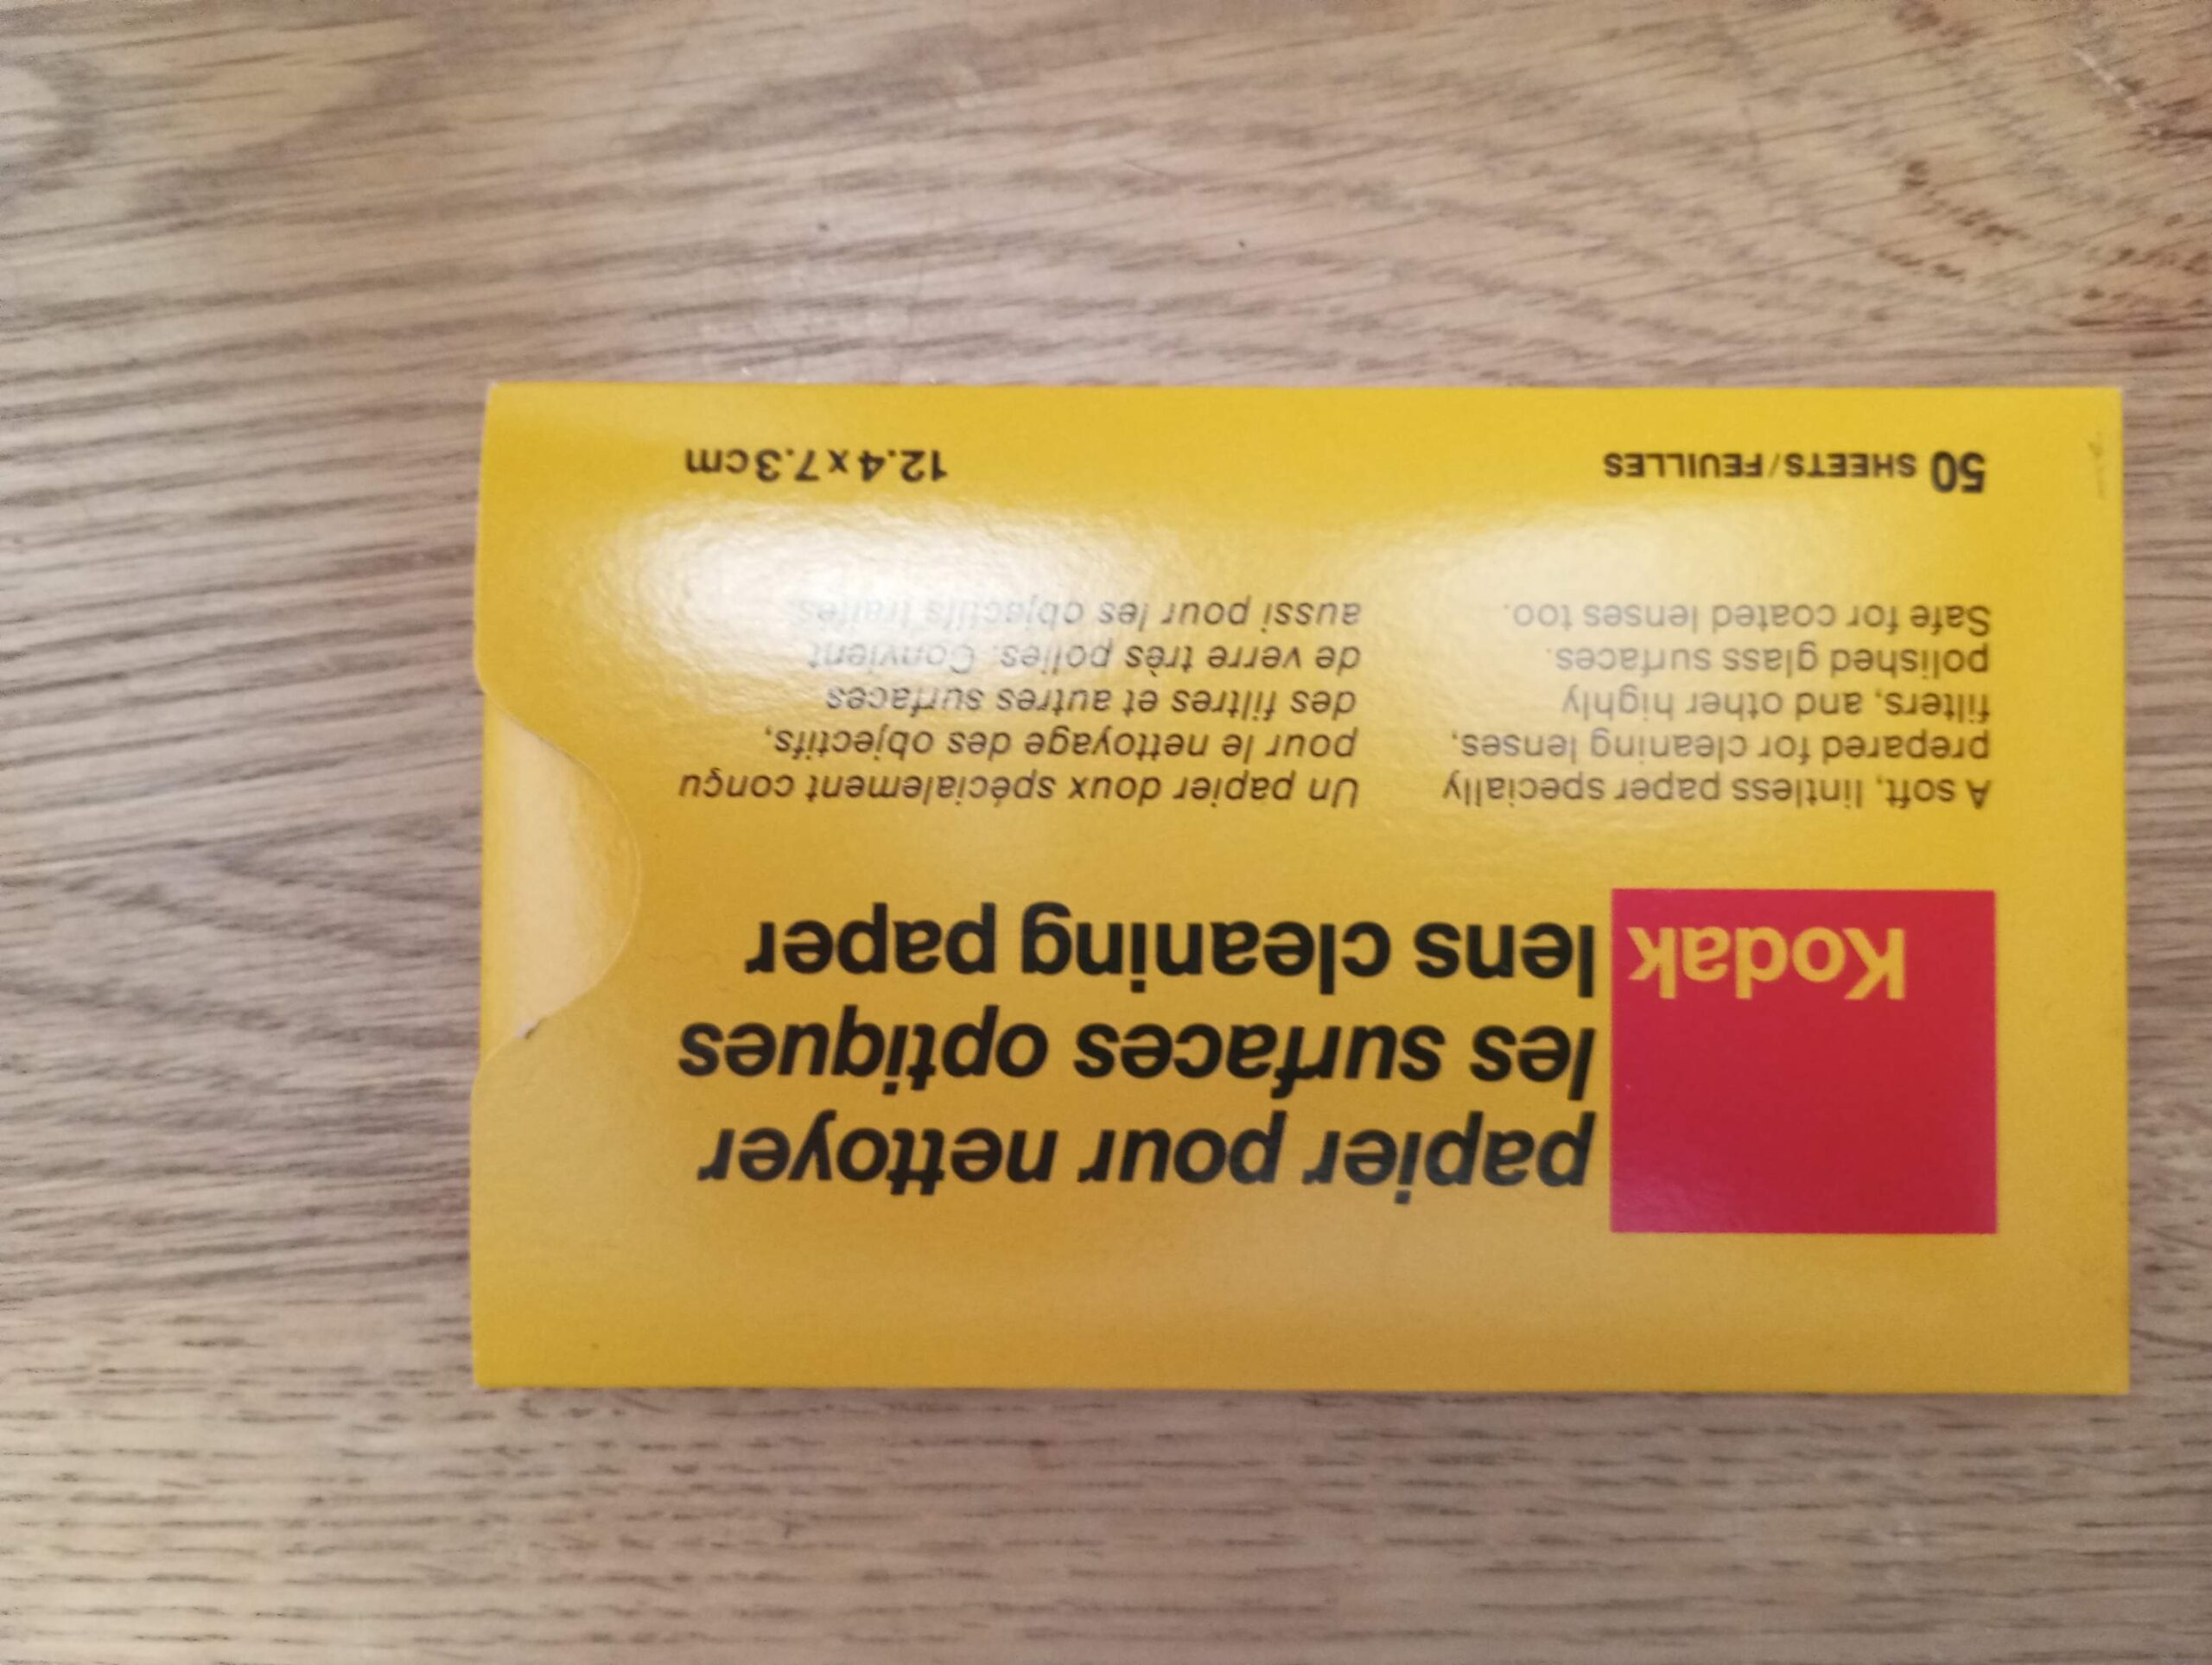 papier pour nettoyer
les surfaces optiques
Kodak lens cleaning paper
A soft, lintless paper specially
prepared for cleaning lenses,
filters, and other highly
polished glass surfaces.
Safe for coated lenses too.
Un papier doux spécialement conçu
pour le nettoyage des objectifs,
des filtres et autres surfaces
de verre très polies. Convient
aussi pour les objectifs traités.
50 SHEETS/FEUILLES
12.4 x 7.3 cm